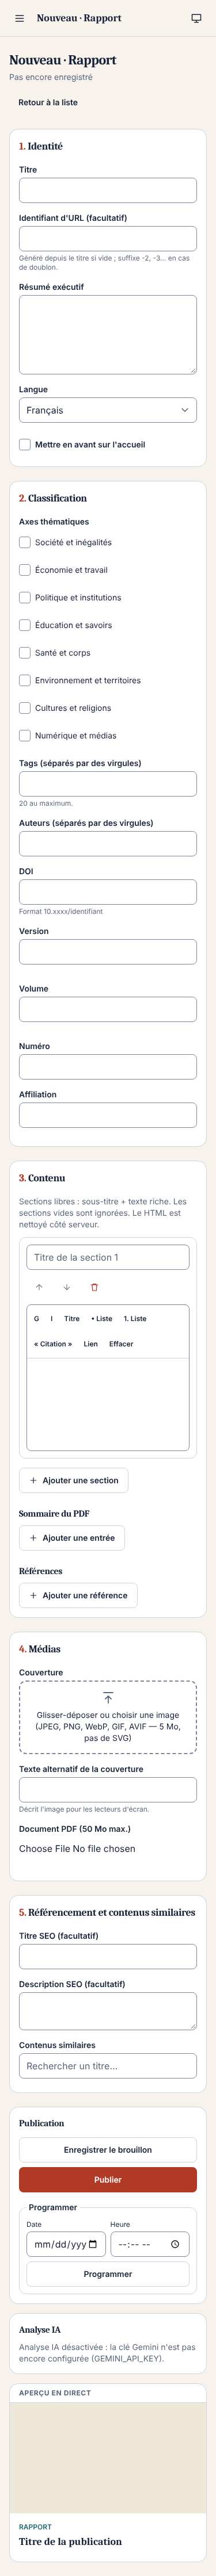 Nouveau · Rapport
Nouveau · Rapport
Pas encore enregistré
Retour à la liste
1. Identité
Titre
Identifiant d'URL (facultatif)
Généré depuis le titre si vide ; suffixe -2, -3… en cas
de doublon.
Résumé exécutif
Langue
Français
Mettre en avant sur l'accueil
2. Classification
Axes thématiques
Société et inégalités
Économie et travail
Politique et institutions
Éducation et savoirs
Santé et corps
Environnement et territoires
Cultures et religions
Numérique et médias
Tags (séparés par des virgules)
20 au maximum.
Auteurs (séparés par des virgules)
DOI
Format 10.xxxx/identifiant
Version
Volume
Numéro
Affiliation
3. Contenu
Sections libres : sous-titre + texte riche. Les
sections vides sont ignorées. Le HTML est
nettoyé côté serveur.
Titre de la section 1
G I Titre • Liste 1. Liste
« Citation » Lien Effacer
Ajouter une section
Sommaire du PDF
Ajouter une entrée
Références
Ajouter une référence
4. Médias
Couverture
Glisser-déposer ou choisir une image
(JPEG, PNG, WebP, GIF, AVIF — 5 Mo,
pas de SVG)
Texte alternatif de la couverture
Décrit l'image pour les lecteurs d'écran.
Document PDF (50 Mo max.)
Choose File No file chosen
5. Référencement et contenus similaires
Titre SEO (facultatif)
Description SEO (facultatif)
Contenus similaires
Rechercher un titre…
Publication
Enregistrer le brouillon
Publier
Programmer
Date Heure
mm/dd/yyyy --:-- --
Programmer
Analyse IA
Analyse IA désactivée : la clé Gemini n'est pas
encore configurée (GEMINI_API_KEY).
APERÇU EN DIRECT
RAPPORT
Titre de la publication